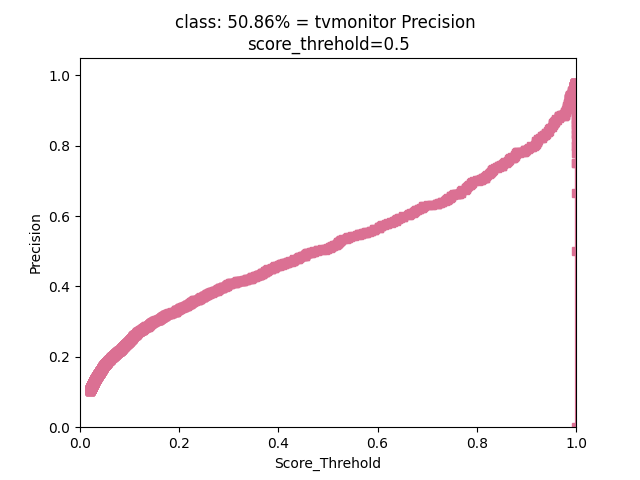 class: 50.86% = tvmonitor Precision
score_threhold=0.5
Precision
1.0
0.8
0.6
0.4
0.2
0.0
0.0 0.2 0.4 0.6 0.8 1.0
Score_Threhold